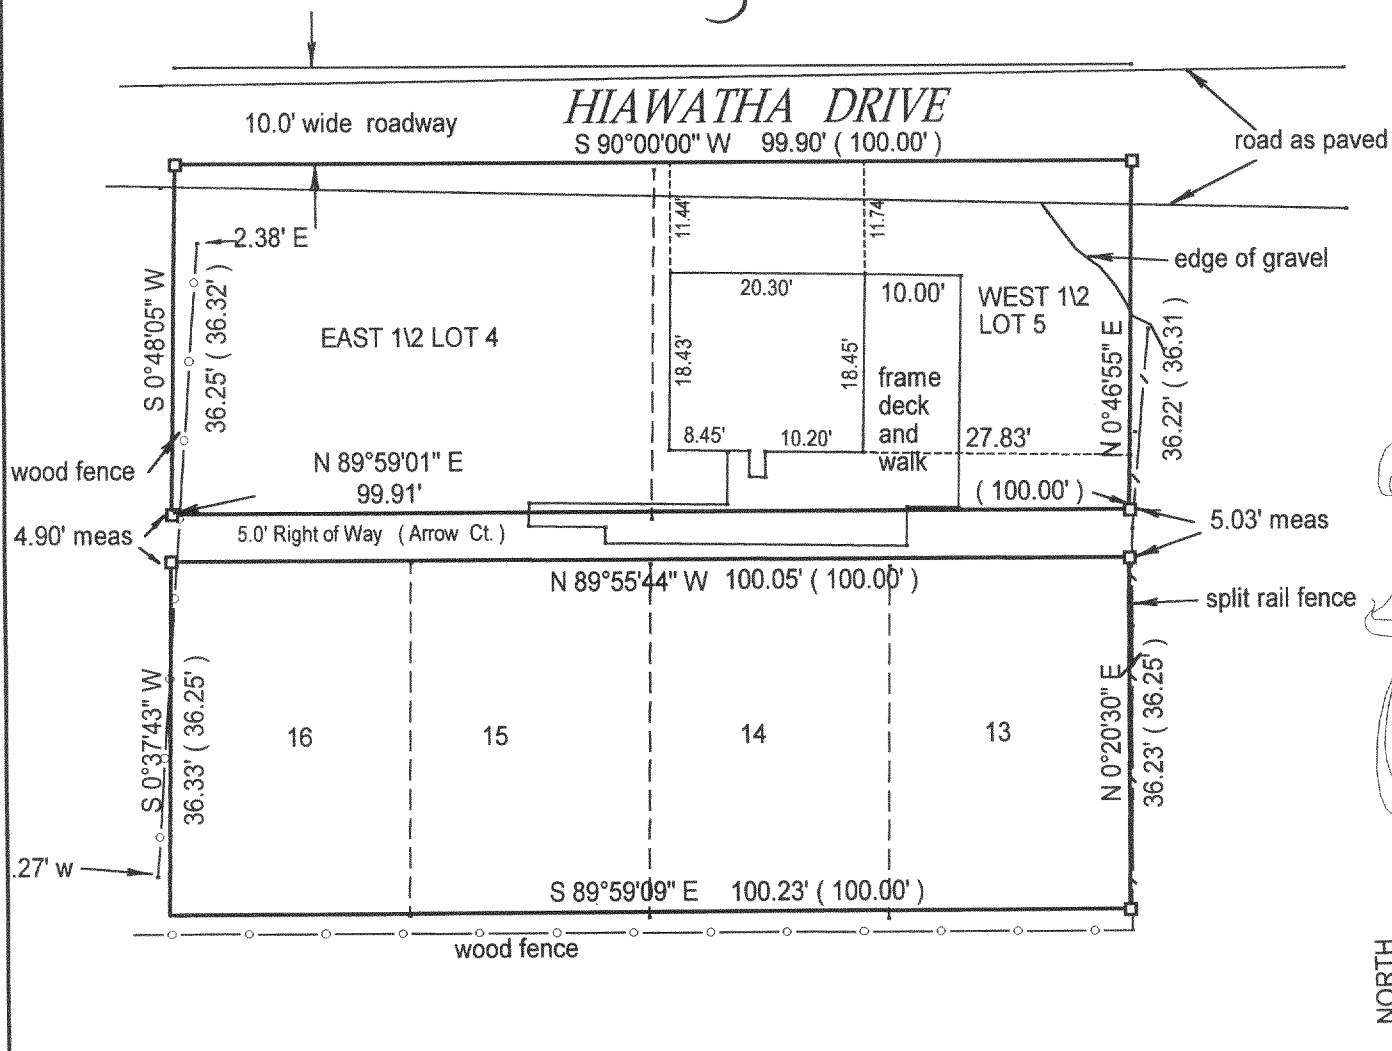 HIAWATHA DRIVE
10.0' wide roadway
S 90°00'00" W 99.90' ( 100.00' )
road as paved
11.44'
11.74'
2.38' E
edge of gravel
S 0°48'05" W
36.25' ( 36.32' )
20.30'
10.00'
WEST 1\2
LOT 5
EAST 1\2 LOT 4
18.43'
18.45'
frame
deck
and
walk
N 0°46'55" E
36.22' ( 36.31 )
8.45'
10.20'
27.83'
wood fence
N 89°59'01" E
99.91'
( 100.00' )
4.90' meas
5.0' Right of Way ( Arrow Ct. )
5.03' meas
N 89°55'44" W 100.05' ( 100.00' )
split rail fence
S 0°37'43" W
36.33' ( 36.25' )
16
15
14
13
N 0°20'30" E
36.23' ( 36.25' )
.27' w
S 89°59'09" E 100.23' ( 100.00' )
wood fence
NORTH